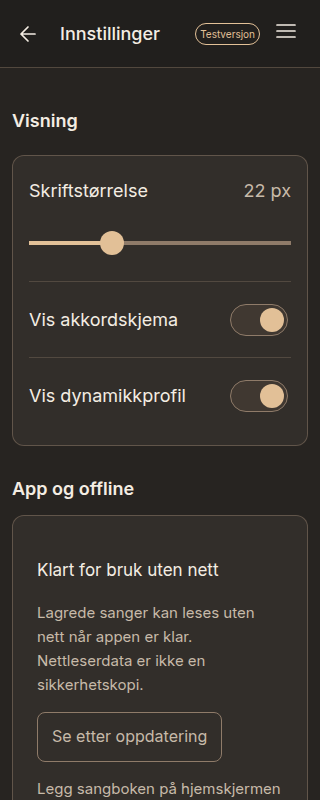 Innstillinger
Testversjon
Visning
Skriftstørrelse
22 px
Vis akkordskjema
Vis dynamikkprofil
App og offline
Klart for bruk uten nett
Lagrede sanger kan leses uten
nett når appen er klar.
Nettleserdata er ikke en
sikkerhetskopi.
Se etter oppdatering
Legg sangboken på hjemskjermen